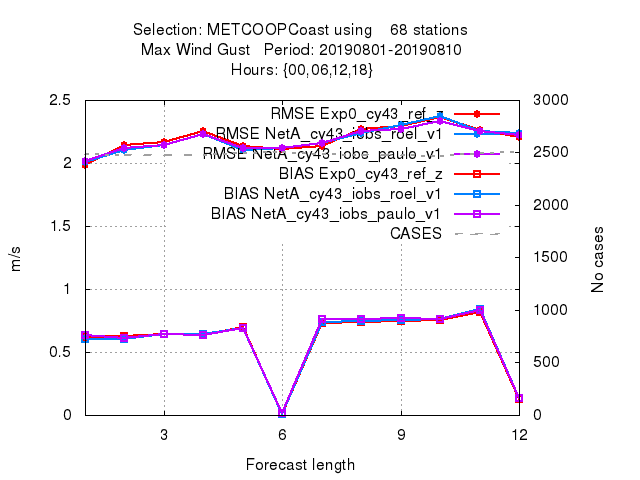 Selection: METCOOPCoast using    68 stations
Max Wind Gust   Period: 20190801-20190810
Hours: {00,06,12,18}
2.5
2
1.5
1
0.5
0
m/s
3000
2500
2000
1500
1000
500
0
No cases
RMSE Exp0_cy43_ref_z
RMSE NetA_cy43_iobs_roel_v1
RMSE NetA_cy43_iobs_paulo_v1
BIAS Exp0_cy43_ref_z
BIAS NetA_cy43_iobs_roel_v1
BIAS NetA_cy43_iobs_paulo_v1
CASES
3 6 9 12
Forecast length